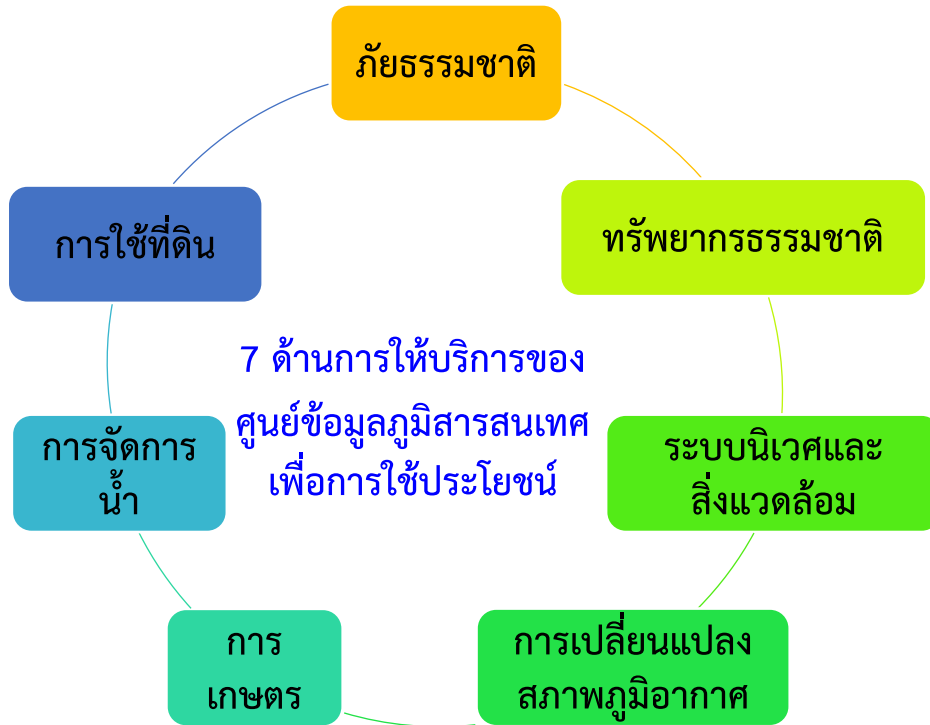 ภัยธรรมชาติ
การใช้ที่ดิน
ทรัพยากรธรรมชาติ
7 ด้านการให้บริการของ
ศูนย์ข้อมูลภูมิสารสนเทศ
เพื่อการใช้ประโยชน์
การจัดการ
น้ำ
ระบบนิเวศและ
สิ่งแวดล้อม
การ
เกษตร
การเปลี่ยนแปลง
สภาพภูมิอากาศ